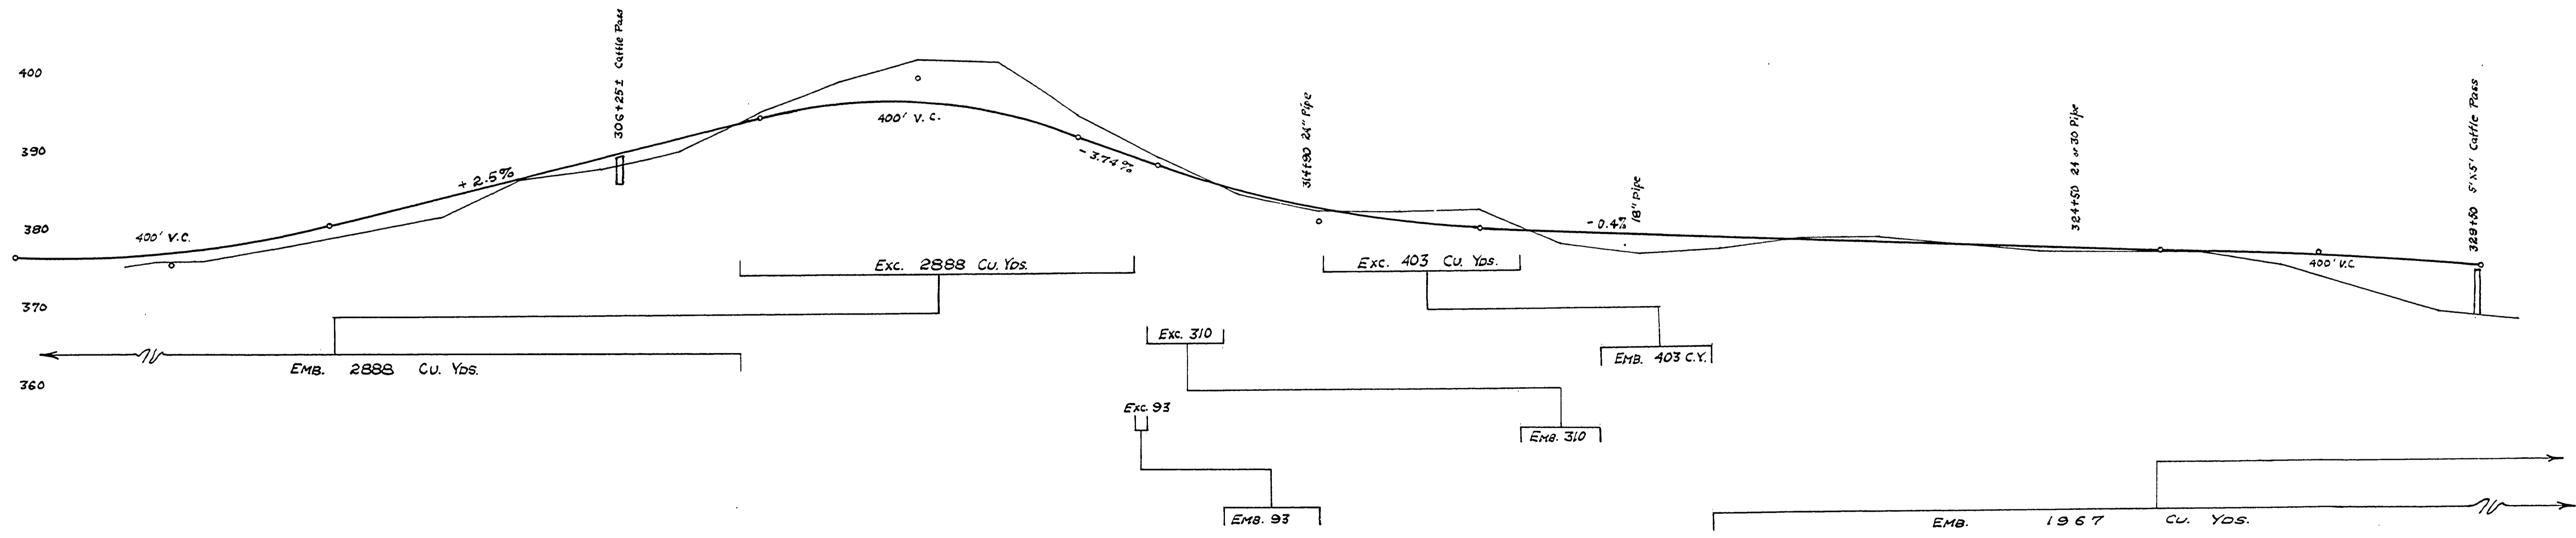 400
390
380
370
360
400' V.C.
+ 2.5%
306+25± Cattle Pass
400' V.C.
- 3.74%
314+90 24" Pipe
- 0.4%
18" Pipe
324+50 24 or 30 Pipe
400' V.C
329+50 5'X5' Cattle Pass
Exc. 2888 Cu. Yds.
Exc. 403 Cu. Yds.
Exc. 310
EMB. 403 C.Y.
EMB. 2888 Cu. Yds.
Exc. 93
EMB. 310
EMB. 93
EMB. 1967 Cu. Yds.